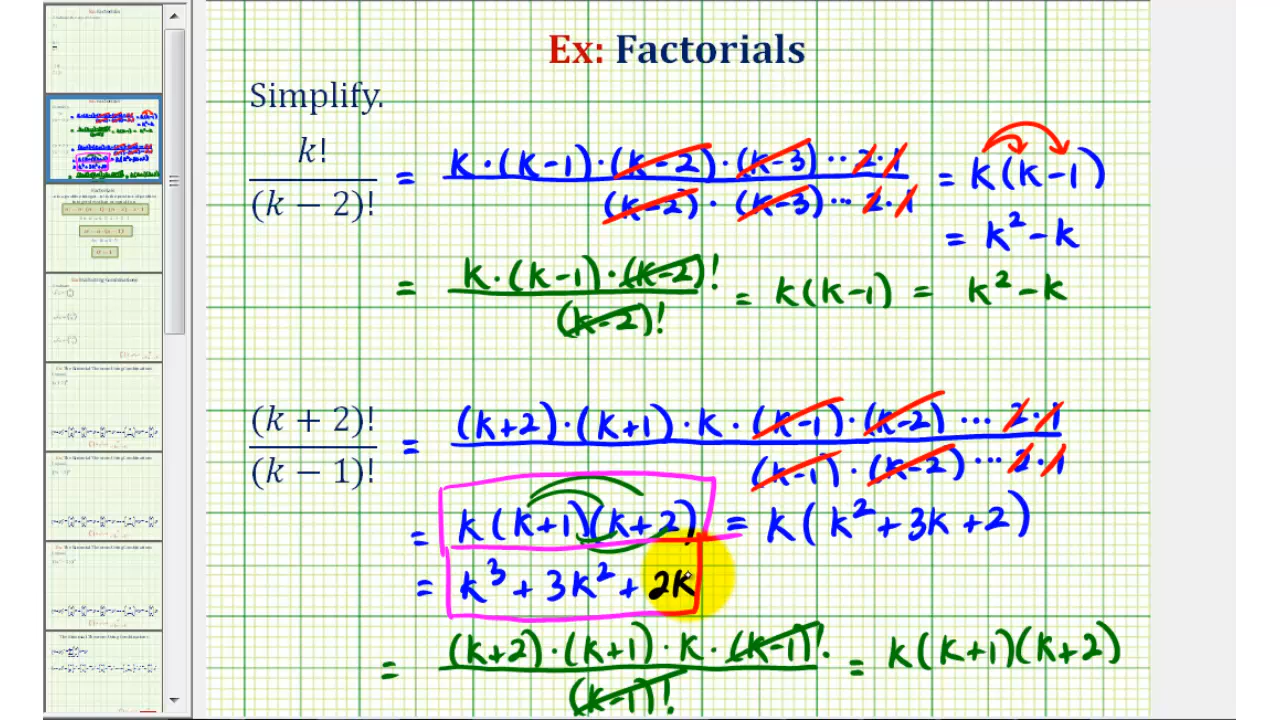 Ex: Factorials
Simplify.
k! / (k − 2)! = k · (k−1) · (k−2) · (k−3) ··· 2 · 1 / (k−2) · (k−3) ··· 2 · 1 = k(k−1)
= k² − k
= k · (k−1) · (k−2)! / (k−2)! = k(k−1) = k² − k
(k + 2)! / (k − 1)! = (k+2) · (k+1) · k · (k−1) · (k−2) ··· 2 · 1 / (k−1) · (k−2) ··· 2 · 1
= k(k+1)(k+2) = k(k² + 3k + 2)
= k³ + 3k² + 2k
= (k+2) · (k+1) · k · (k−1)! / (k−1)! = k(k+1)(k+2)